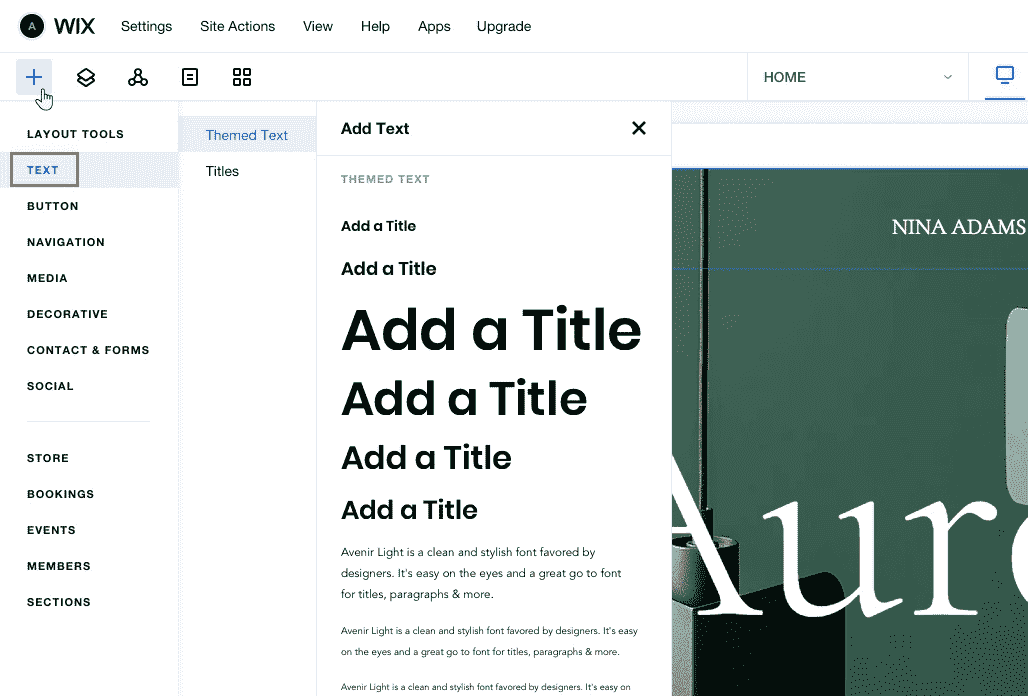 A WIX Settings Site Actions View Help Apps Upgrade
HOME
LAYOUT TOOLS
TEXT
BUTTON
NAVIGATION
MEDIA
DECORATIVE
CONTACT & FORMS
SOCIAL
STORE
BOOKINGS
EVENTS
MEMBERS
SECTIONS
Themed Text
Titles
Add Text
THEMED TEXT
Add a Title
Add a Title
Add a Title
Add a Title
Add a Title
Add a Title
Avenir Light is a clean and stylish font favored by
designers. It's easy on the eyes and a great go to font
for titles, paragraphs & more.
Avenir Light is a clean and stylish font favored by designers. It's easy
on the eyes and a great go to font for titles, paragraphs & more.
Avenir Light is a clean and stylish font favored by designers. It's easy on
NINA ADAMS
Auro